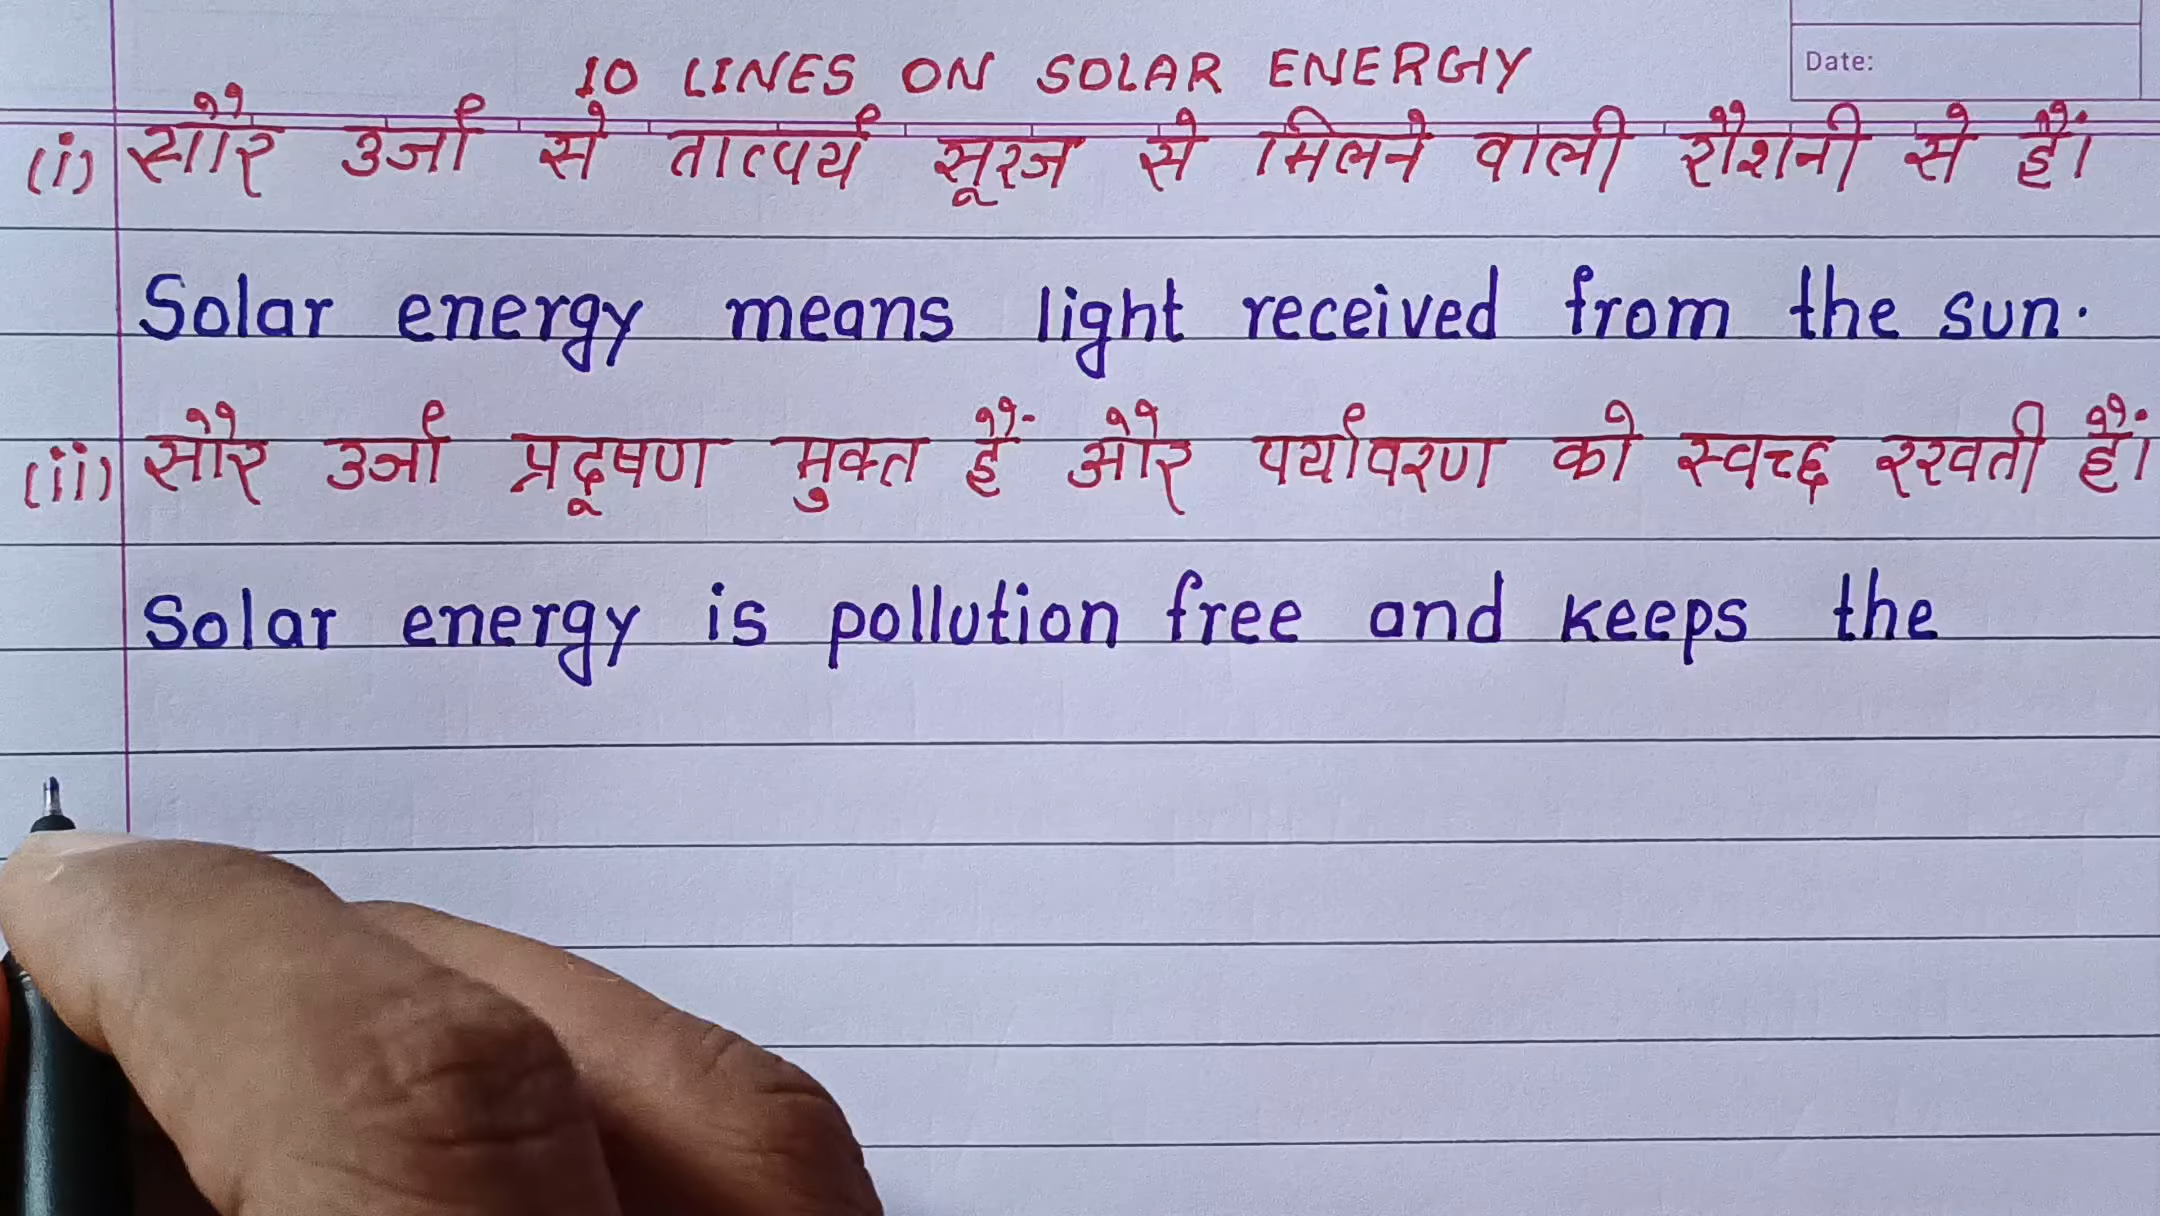 10 LINES ON SOLAR ENERGY
Date:
(i) सौर उर्जा से तात्पर्य सूरज से मिलने वाली रौशनी से हैं।
Solar energy means light received from the sun.
(ii) सौर उर्जा प्रदूषण मुक्त हैं और पर्यावरण को स्वच्छ रखती हैं।
Solar energy is pollution free and keeps the